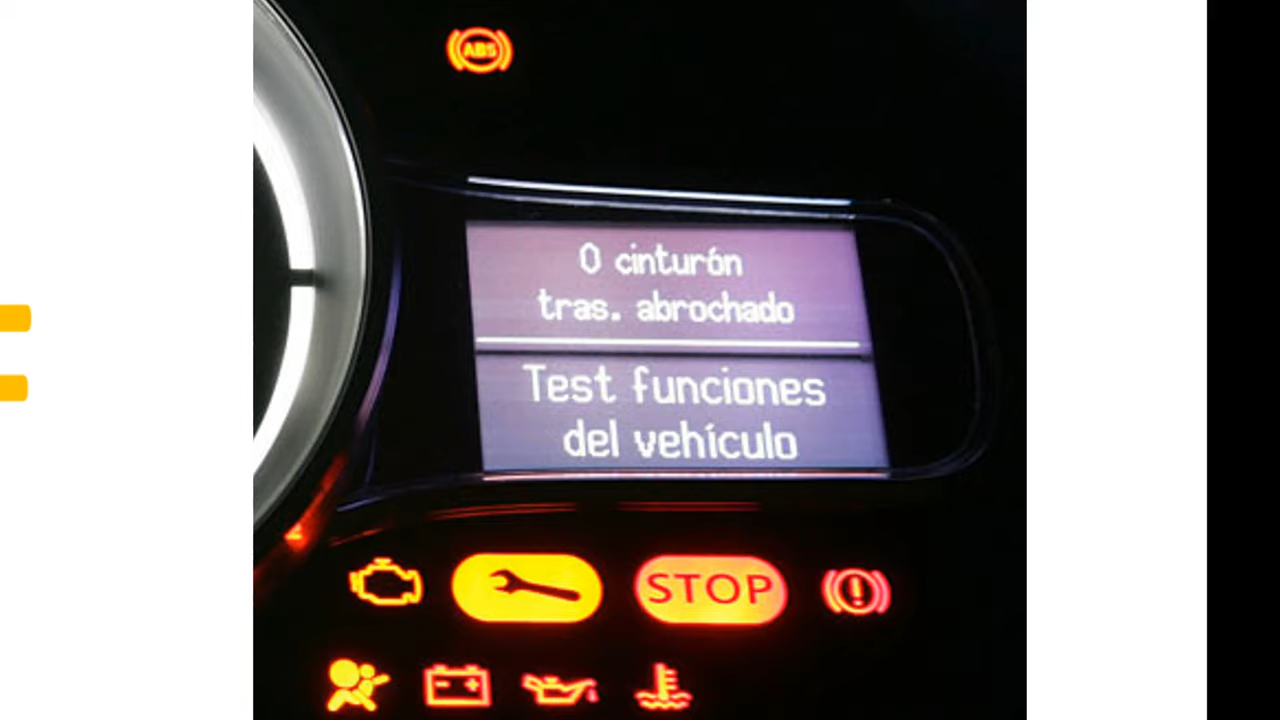 ABS
0 cinturón
tras. abrochado
Test funciones
del vehículo
STOP